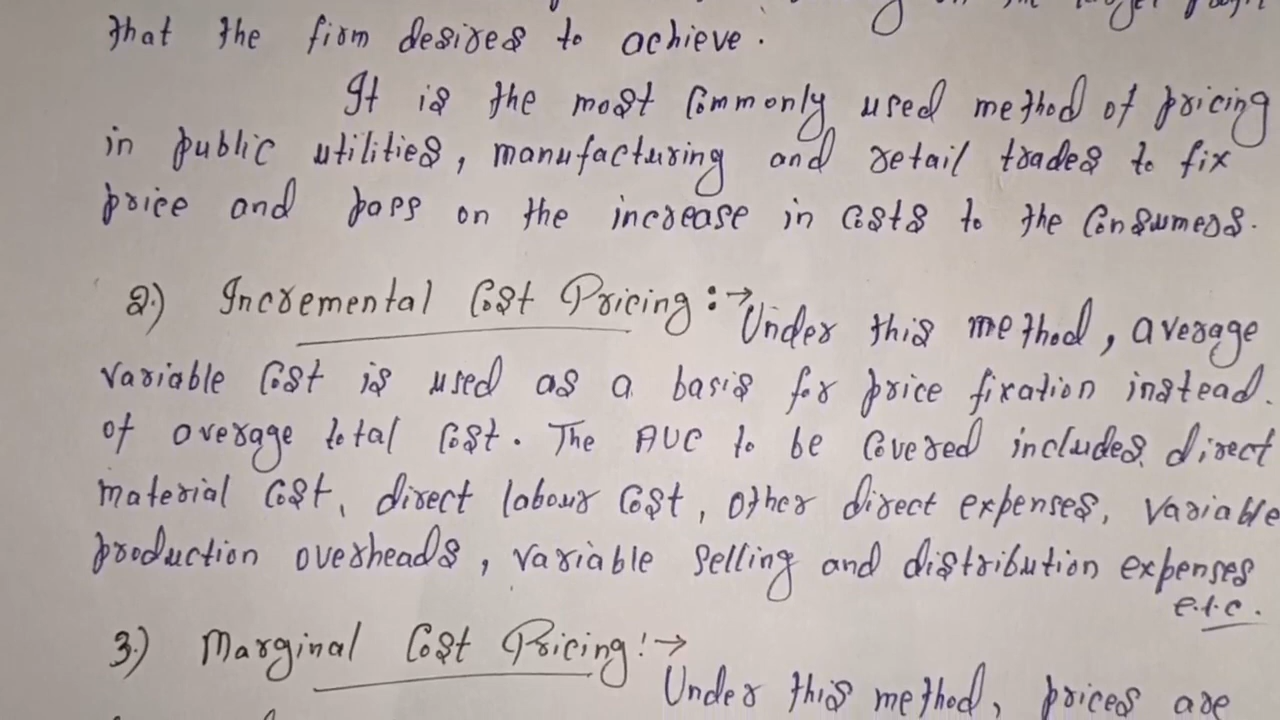 that the firm desires to achieve.
It is the most Commonly used method of pricing
in public utilities, manufacturing and retail trades to fix
price and pass on the increase in Costs to the Consumers.
2.) Incremental Cost Pricing :→ Under this method, average
variable Cost is used as a basis for price fixation instead.
of average total Cost. The AVC to be Covered includes direct
material Cost, direct labour Cost, other direct expenses, variable
production overheads, variable selling and distribution expenses
e.t.c.
3.) Marginal Cost Pricing :→
Under this method, prices are